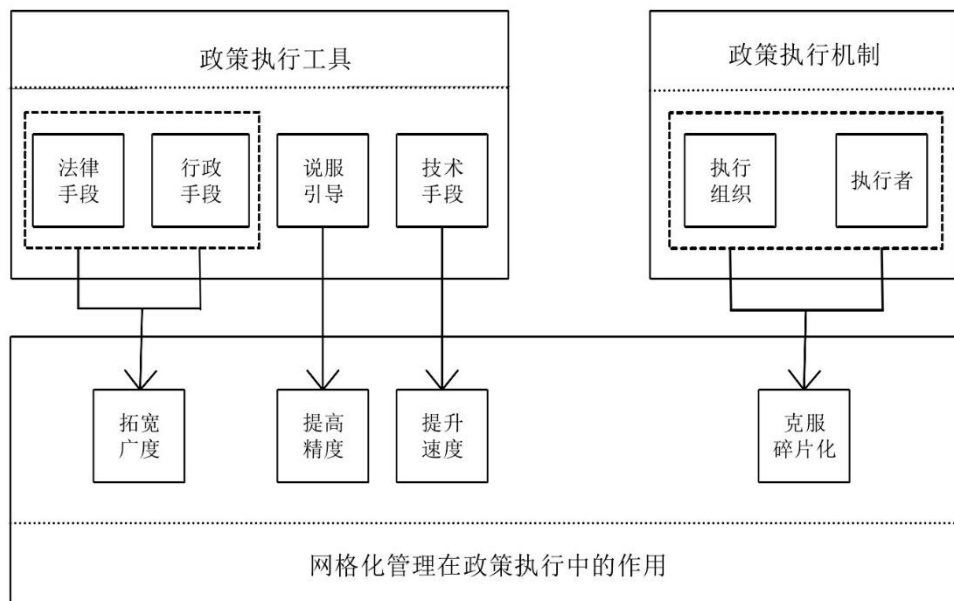 政策执行工具
政策执行机制
法律
手段
行政
手段
说服
引导
技术
手段
执行
组织
执行者
拓宽
广度
提高
精度
提升
速度
克服
碎片化
网格化管理在政策执行中的作用